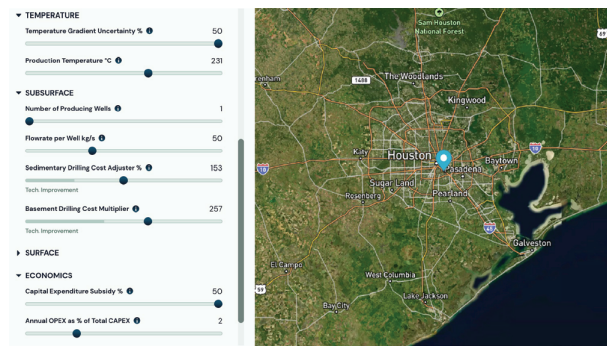 TEMPERATURE
Temperature Gradient Uncertainty % 50
Production Temperature °C 231
SUBSURFACE
Number of Producing Wells 1
Flowrate per Well kg/s 50
Sedimentary Drilling Cost Adjuster % 153
Tech. Improvement
Basement Drilling Cost Multiplier 257
Tech. Improvement
SURFACE
ECONOMICS
Capital Expenditure Subsidy % 50
Annual OPEX as % of Total CAPEX 2
Sam Houston
National Forest
69
enham
1488
The Woodlands
Kingwood
Katy
Houston
10
Baytown
10
Pasadena
Sugar Land
Rosenberg
Pearland
45
Galveston
El Campo
59
West Columbia
Bay City
Lake Jackson